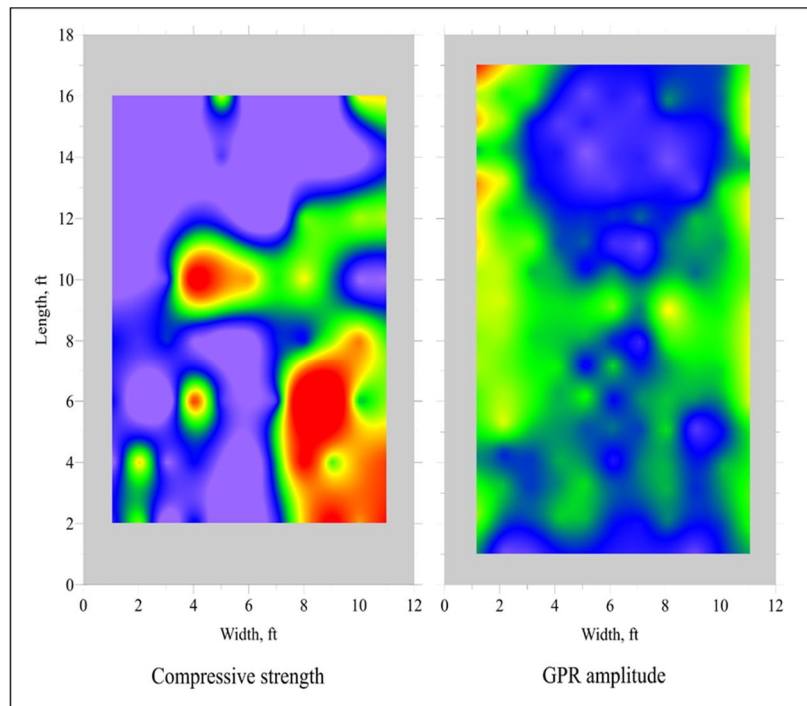 18
16
14
12
10
8
6
4
2
0
Length, ft
0 2 4 6 8 10 12
0 2 4 6 8 10 12
Width, ft
Width, ft
Compressive strength
GPR amplitude